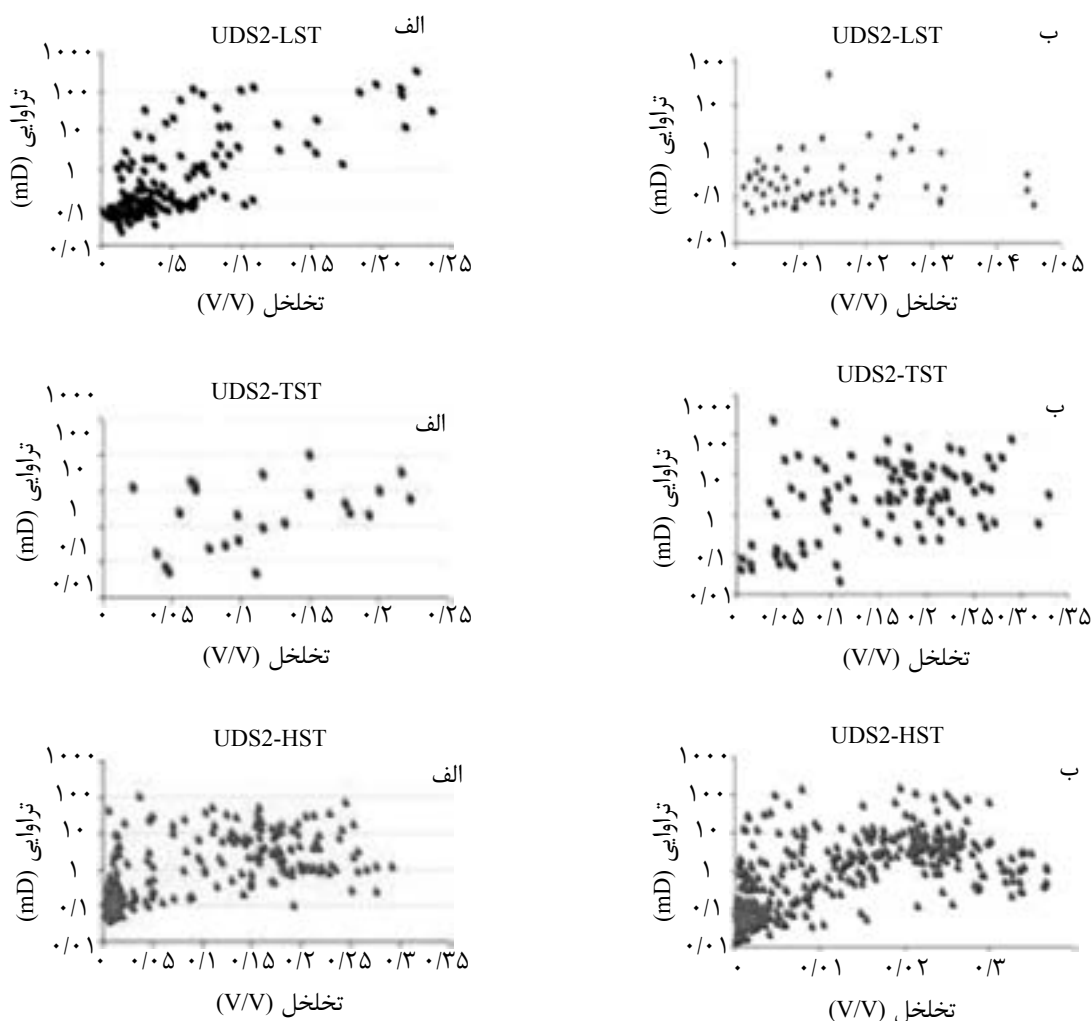 UDS2-LST
الف
۱۰۰۰
۱۰۰
۱۰
۱
۰/۱
۰/۰۱
تراوایی (mD)
۰ ۰/۵ ۰/۱۰ ۰/۱۵ ۰/۲۰ ۰/۲۵
تخلخل (V/V)
UDS2-LST
ب
۱۰۰
۱۰
۱
۰/۱
۰/۰۱
تراوایی (mD)
۰ ۰/۰۱ ۰/۰۲ ۰/۰۳ ۰/۰۴ ۰/۰۵
تخلخل (V/V)
UDS2-TST
الف
۱۰۰۰
۱۰۰
۱۰
۱
۰/۱
۰/۰۱
تراوایی (mD)
۰ ۰/۰۵ ۰/۱ ۰/۱۵ ۰/۲ ۰/۲۵
تخلخل (V/V)
UDS2-TST
ب
۱۰۰۰
۱۰۰
۱۰
۱
۰/۱
۰/۰۱
تراوایی (mD)
۰ ۰/۰۵ ۰/۱ ۰/۱۵ ۰/۲ ۰/۲۵ ۰/۳۰ ۰/۳۵
تخلخل (V/V)
UDS2-HST
الف
۱۰۰۰
۱۰۰
۱۰
۱
۰/۱
۰/۰۱
تراوایی (mD)
۰ ۰/۰۵ ۰/۱ ۰/۱۵ ۰/۲ ۰/۲۵ ۰/۳ ۰/۳۵
تخلخل (V/V)
UDS2-HST
ب
۱۰۰۰
۱۰۰
۱۰
۱
۰/۱
۰/۰۱
تراوایی (mD)
۰ ۰/۰۱ ۰/۰۲ ۰/۳
تخلخل (V/V)